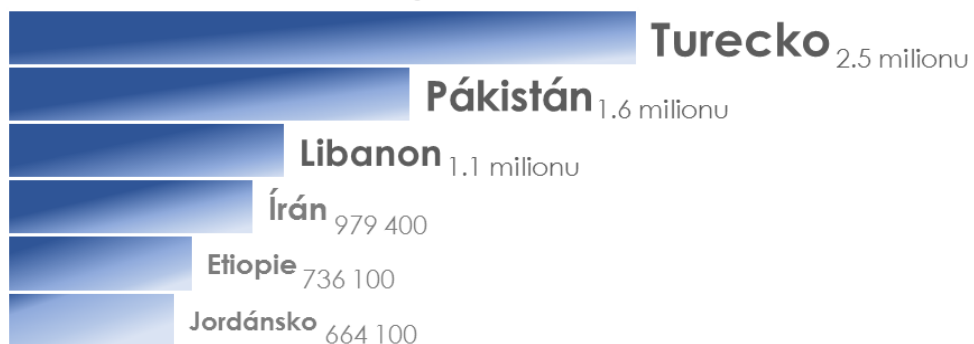 Turecko 2.5 milionu
Pákistán 1.6 milionu
Libanon 1.1 milionu
Írán 979 400
Etiopie 736 100
Jordánsko 664 100